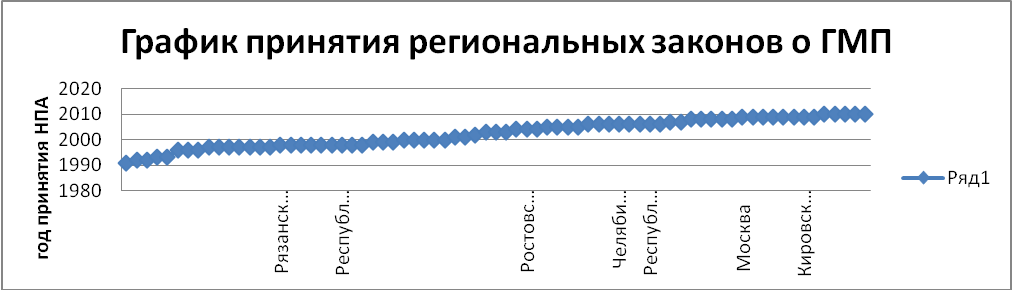 График принятия региональных законов о ГМП
год принятия НПА
2020
2010
2000
1990
1980
Рязанск…
Республ…
Ростовс…
Челяби…
Республ…
Москва
Кировск…
Ряд1